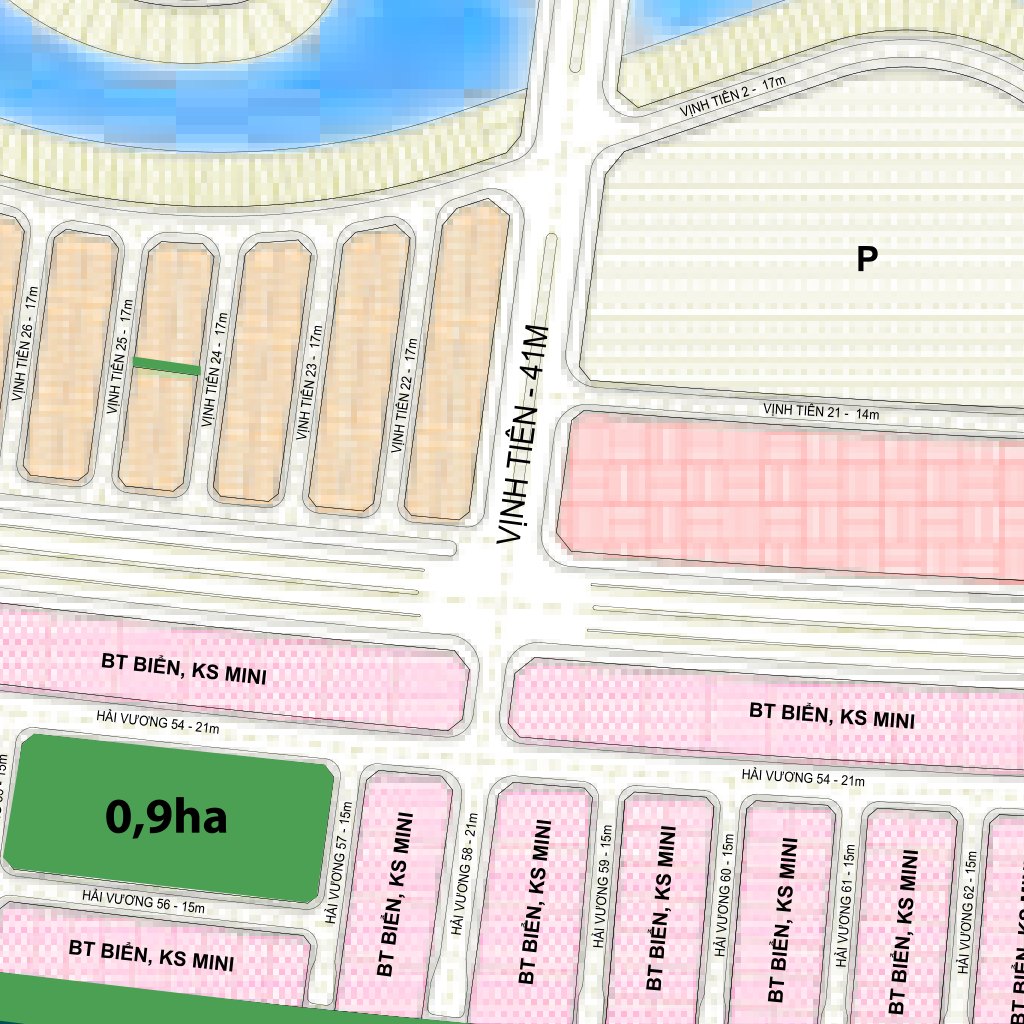 VỊNH TIÊN 2 - 17m
P
VỊNH TIÊN 26 - 17m
VỊNH TIÊN 25 - 17m
VỊNH TIÊN 24 - 17m
VỊNH TIÊN 23 - 17m
VỊNH TIÊN 22 - 17m
VỊNH TIÊN - 41M
VỊNH TIÊN 21 - 14m
BT BIỂN, KS MINI
BT BIỂN, KS MINI
HẢI VƯƠNG 54 - 21m
HẢI VƯƠNG 54 - 21m
- 15m
0,9ha
HẢI VƯƠNG 57 - 15m
BT BIỂN, KS MINI
HẢI VƯƠNG 58 - 21m
BT BIỂN, KS MINI
HẢI VƯƠNG 59 - 15m
BT BIỂN, KS MINI
HẢI VƯƠNG 60 - 15m
BT BIỂN, KS MINI
HẢI VƯƠNG 61 - 15m
BT BIỂN, KS MINI
HẢI VƯƠNG 62 - 15m
BT BIỂN, KS
HẢI VƯƠNG 56 - 15m
BT BIỂN, KS MINI